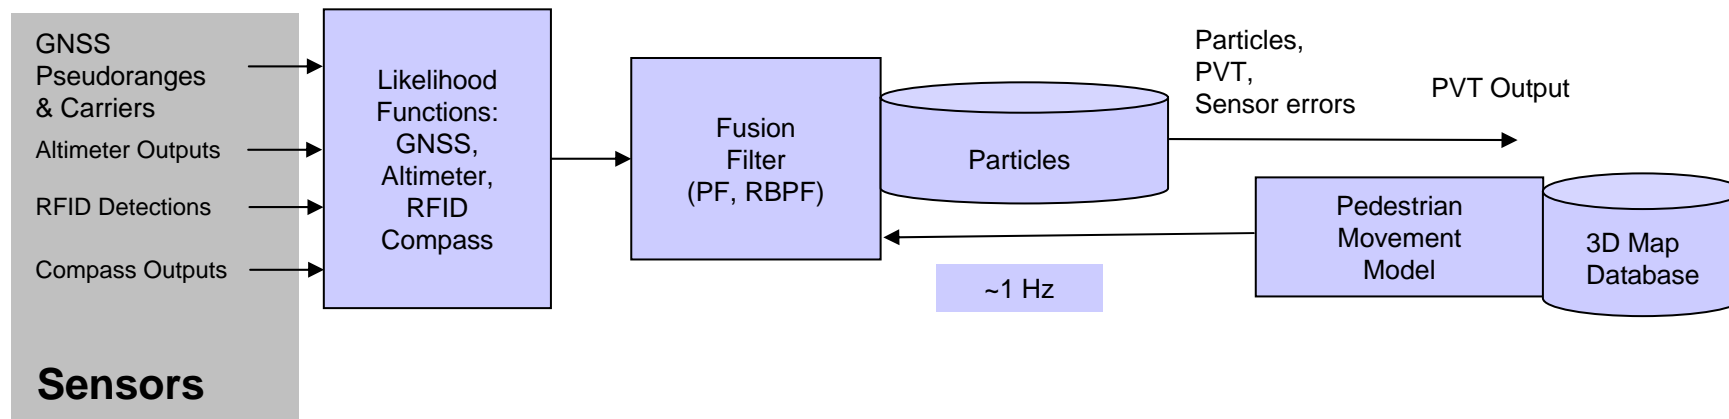 GNSS
Pseudoranges
& Carriers
Altimeter Outputs
RFID Detections
Compass Outputs
Sensors
Likelihood
Functions:
GNSS,
Altimeter,
RFID
Compass
Fusion
Filter
(PF, RBPF)
Particles
Particles,
PVT,
Sensor errors
PVT Output
~1 Hz
Pedestrian
Movement
Model
3D Map
Database